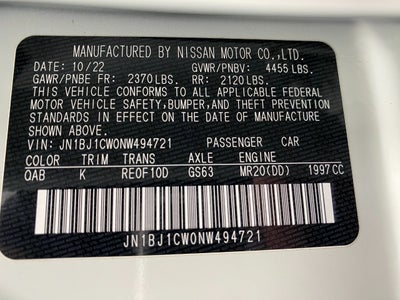 MANUFACTURED BY NISSAN MOTOR CO.,LTD.
DATE: 10/22 GVWR/PNBV: 4455 LBS.
GAWR/PNBE FR: 2370 LBS. RR: 2120 LBS.
THIS VEHICLE CONFORMS TO ALL APPLICABLE FEDERAL
MOTOR VEHICLE SAFETY,BUMPER,AND THEFT PREVENTION
STANDARDS IN EFFECT ON THE DATE OF MANUFACTURE
SHOWN ABOVE.
VIN: JN1BJ1CW0NW494721 PASSENGER CAR
COLOR TRIM TRANS AXLE ENGINE
QAB K RE0F10D GS63 MR20(DD) 1997CC
JN1BJ1CW0NW494721